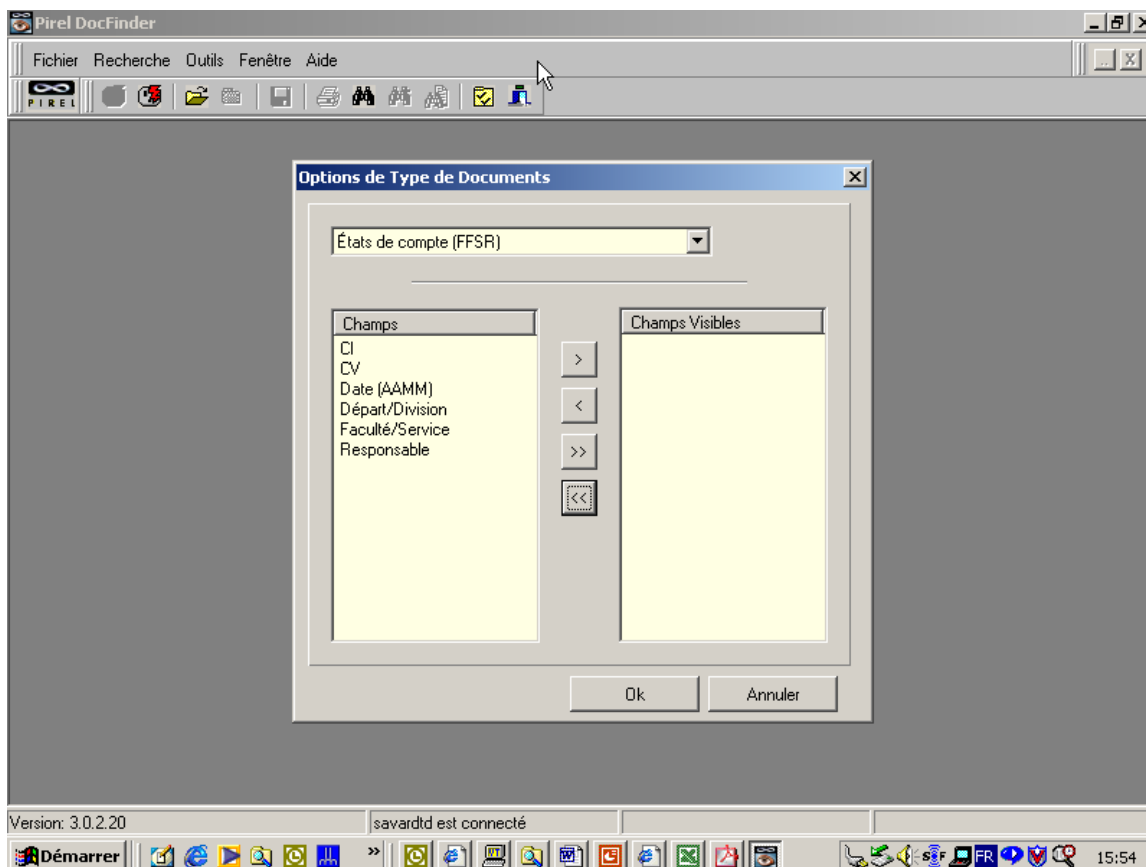 Pirel DocFinder
Fichier Recherche Outils Fenêtre Aide
PIREL
Options de Type de Documents
États de compte (FFSR)
Champs
CI
CV
Date (AAMM)
Départ/Division
Faculté/Service
Responsable
>
<
>>
<<
Champs Visibles
Ok Annuler
Version: 3.0.2.20 savardtd est connecté
Démarrer » FR 15:54